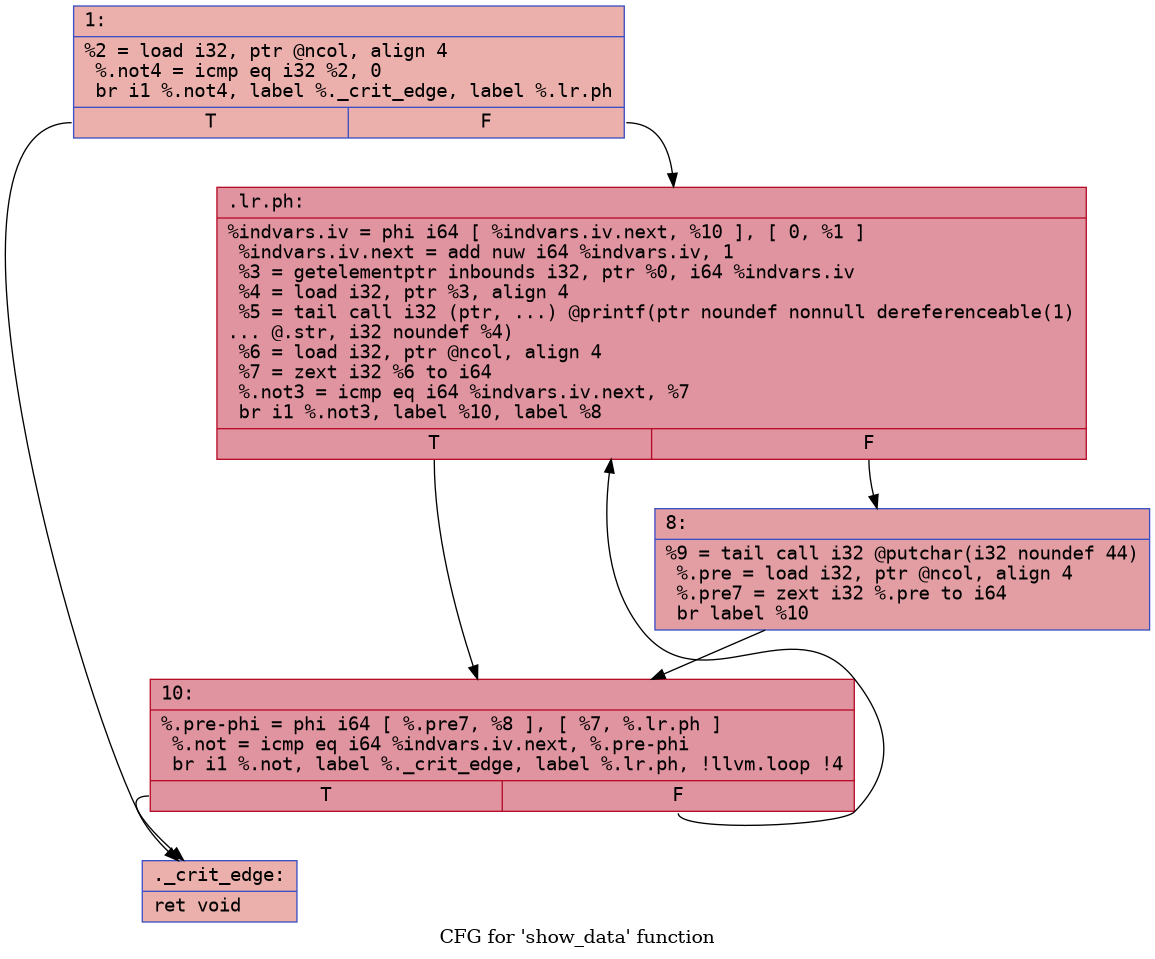 1:
%2 = load i32, ptr @ncol, align 4
%.not4 = icmp eq i32 %2, 0
br i1 %.not4, label %._crit_edge, label %.lr.ph
T F
.lr.ph:
%indvars.iv = phi i64 [ %indvars.iv.next, %10 ], [ 0, %1 ]
%indvars.iv.next = add nuw i64 %indvars.iv, 1
%3 = getelementptr inbounds i32, ptr %0, i64 %indvars.iv
%4 = load i32, ptr %3, align 4
%5 = tail call i32 (ptr, ...) @printf(ptr noundef nonnull dereferenceable(1)
... @.str, i32 noundef %4)
%6 = load i32, ptr @ncol, align 4
%7 = zext i32 %6 to i64
%.not3 = icmp eq i64 %indvars.iv.next, %7
br i1 %.not3, label %10, label %8
T F
8:
%9 = tail call i32 @putchar(i32 noundef 44)
%.pre = load i32, ptr @ncol, align 4
%.pre7 = zext i32 %.pre to i64
br label %10
10:
%.pre-phi = phi i64 [ %.pre7, %8 ], [ %7, %.lr.ph ]
%.not = icmp eq i64 %indvars.iv.next, %.pre-phi
br i1 %.not, label %._crit_edge, label %.lr.ph, !llvm.loop !4
T F
._crit_edge:
ret void
CFG for 'show_data' function